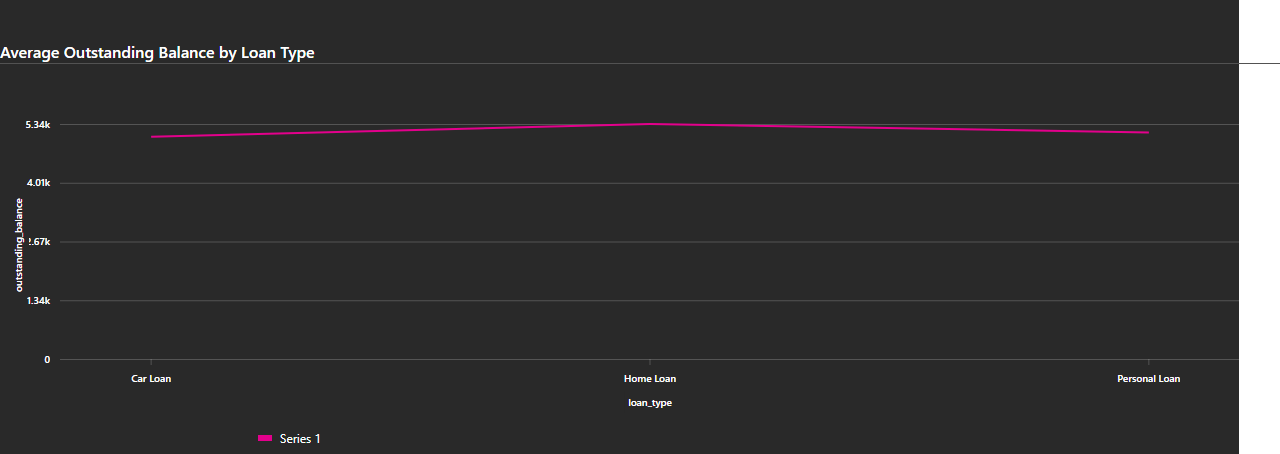 Average Outstanding Balance by Loan Type
5.34k
4.01k
outstanding_balance
2.67k
1.34k
0
Car Loan
Home Loan
Personal Loan
loan_type
Series 1